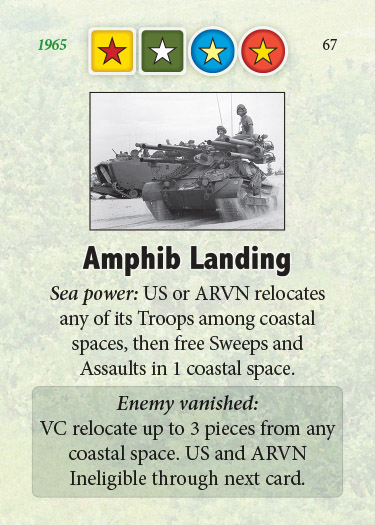 1965 67
Amphib Landing
Sea power: US or ARVN relocates
any of its Troops among coastal
spaces, then free Sweeps and
Assaults in 1 coastal space.
Enemy vanished:
VC relocate up to 3 pieces from any
coastal space. US and ARVN
Ineligible through next card.